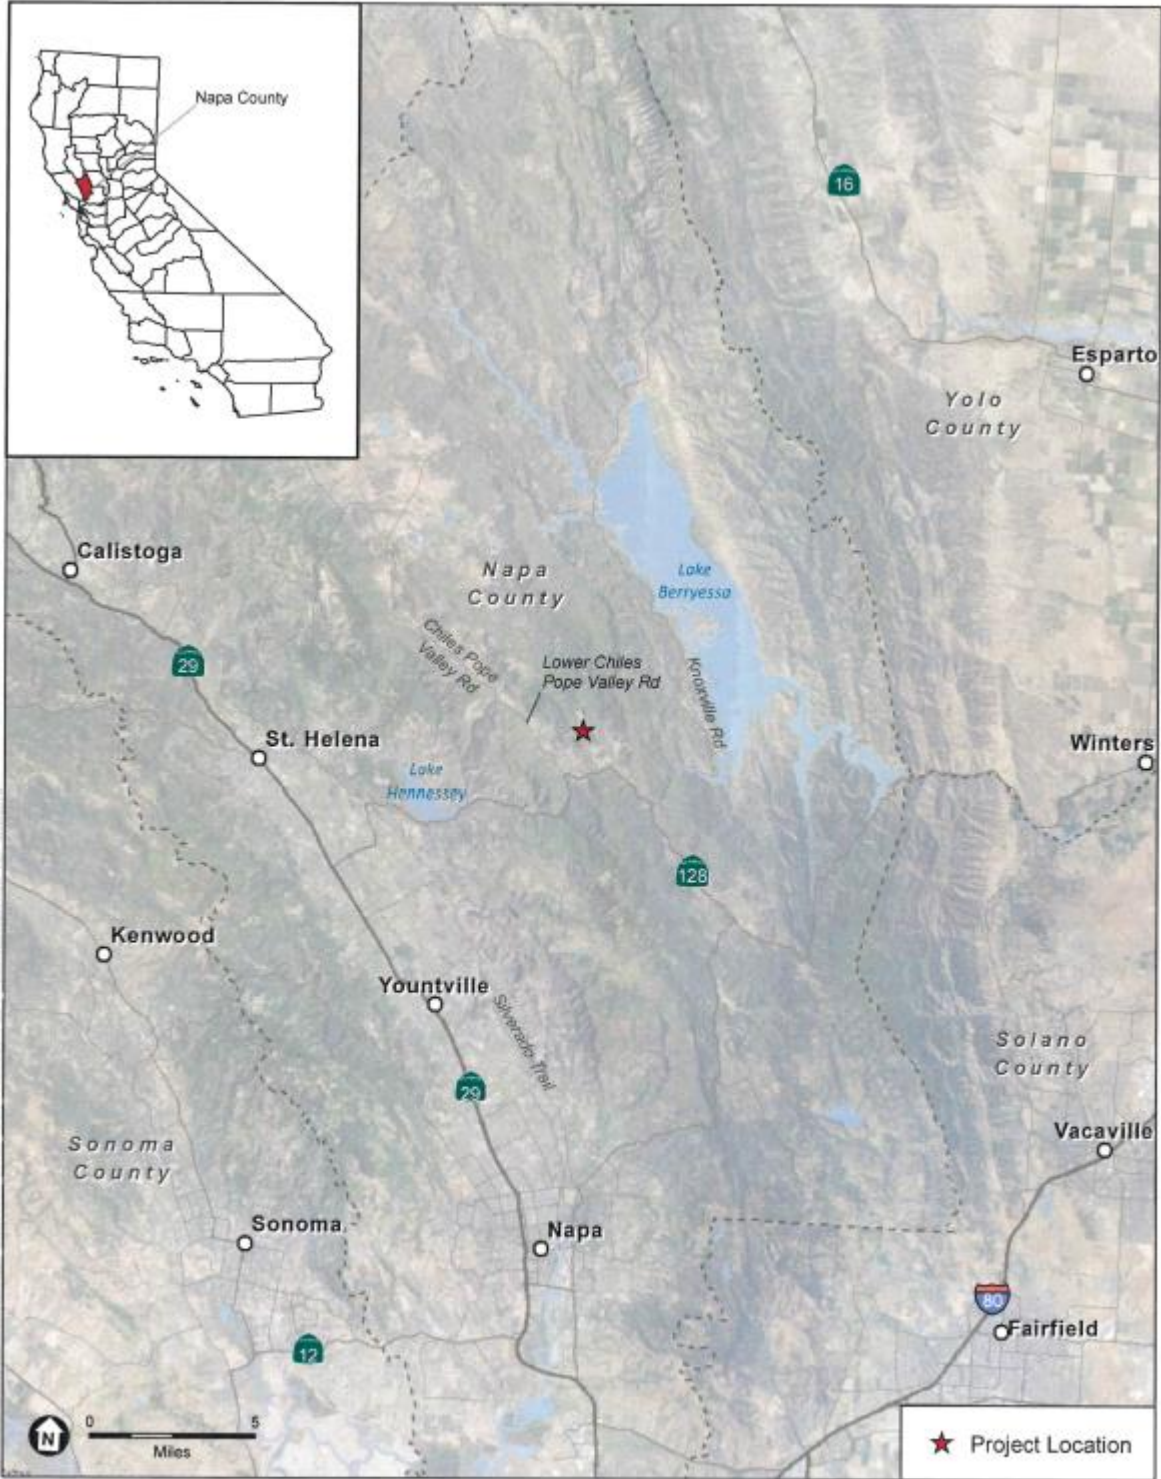 Napa County
16
Esparto
Yolo
County
Calistoga
Napa
County
Lake
Berryessa
29
Chiles Pope
Valley Rd
Lower Chiles
Pope Valley Rd
Knoxville Rd
St. Helena
Winters
Lake
Hennessey
128
Kenwood
Yountville
Silverado Trail
Solano
County
29
Sonoma
County
Vacaville
Sonoma
Napa
80
Fairfield
12
N
0 5
Miles
Project Location